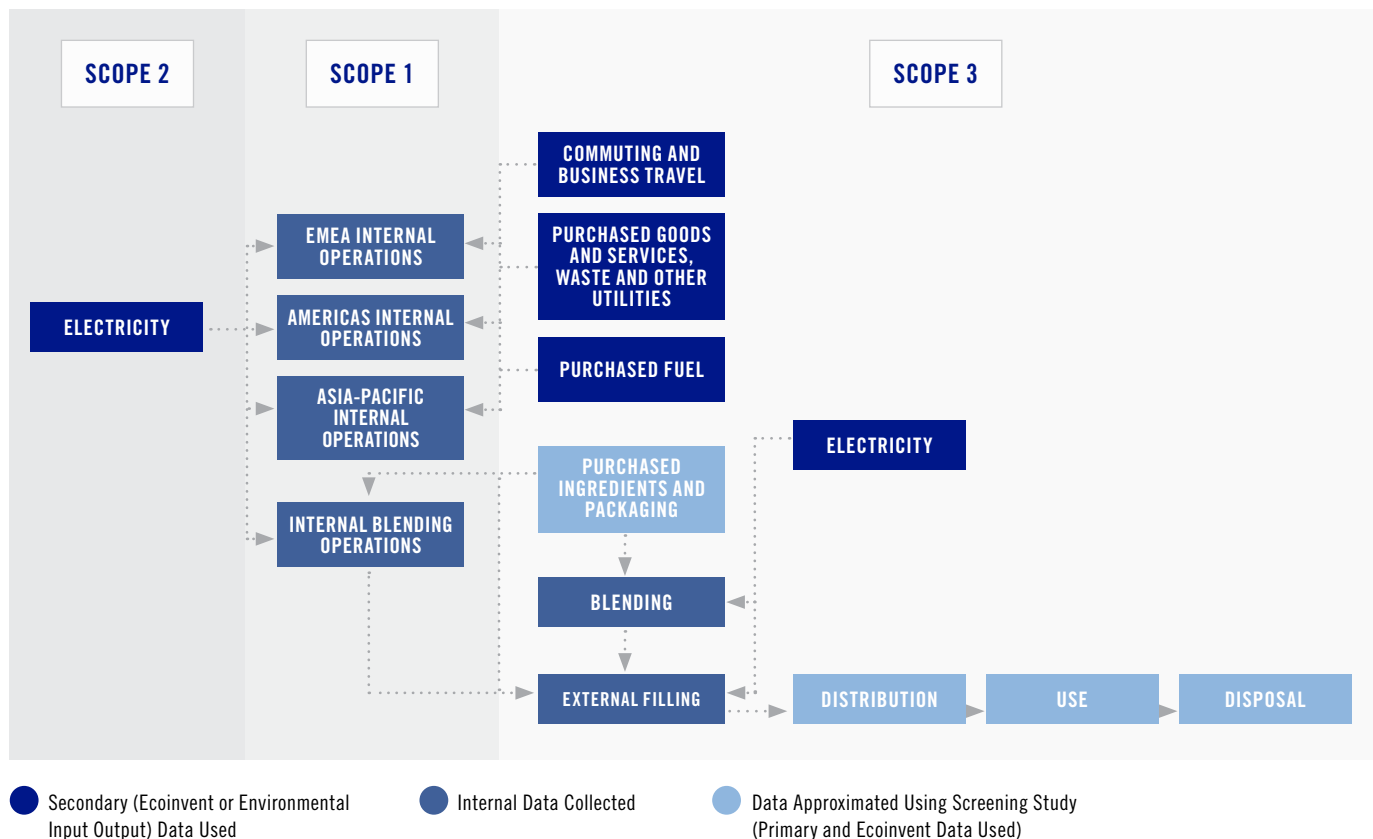 SCOPE 2
SCOPE 1
SCOPE 3
COMMUTING AND
BUSINESS TRAVEL
EMEA INTERNAL
OPERATIONS
PURCHASED GOODS
AND SERVICES,
WASTE AND OTHER
UTILITIES
ELECTRICITY
AMERICAS INTERNAL
OPERATIONS
PURCHASED FUEL
ASIA-PACIFIC
INTERNAL
OPERATIONS
ELECTRICITY
PURCHASED
INGREDIENTS AND
PACKAGING
INTERNAL BLENDING
OPERATIONS
BLENDING
EXTERNAL FILLING
DISTRIBUTION
USE
DISPOSAL
Secondary (Ecoinvent or Environmental
Input Output) Data Used
Internal Data Collected
Data Approximated Using Screening Study
(Primary and Ecoinvent Data Used)